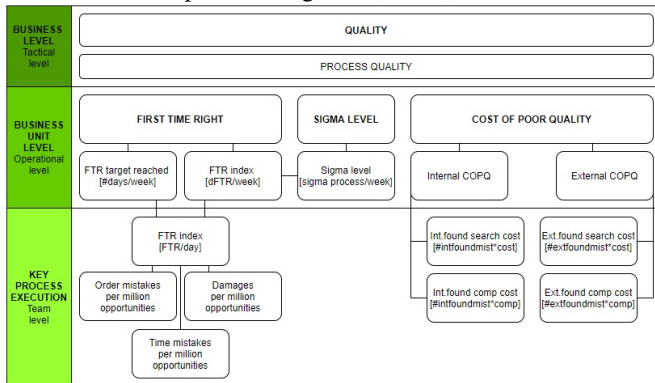 BUSINESS
LEVEL
Tactical
level
QUALITY
PROCESS QUALITY
BUSINESS
UNIT
LEVEL
Operational
level
FIRST TIME RIGHT
SIGMA LEVEL
COST OF POOR QUALITY
FTR target reached
[#days/week]
FTR index
[dFTR/week]
Sigma level
[sigma process/week]
Internal COPQ
External COPQ
KEY
PROCESS
EXECUTION
Team
level
FTR index
[FTR/day]
Order mistakes
per million
opportunities
Damages
per million
opportunities
Time mistakes
per million
opportunities
Int.found search cost
[#intfoundmist*cost]
Ext.found search cost
[#extfoundmist*cost]
Int.found comp cost
[#intfoundmist*comp]
Ext.found comp cost
[#extfoundmist*comp]